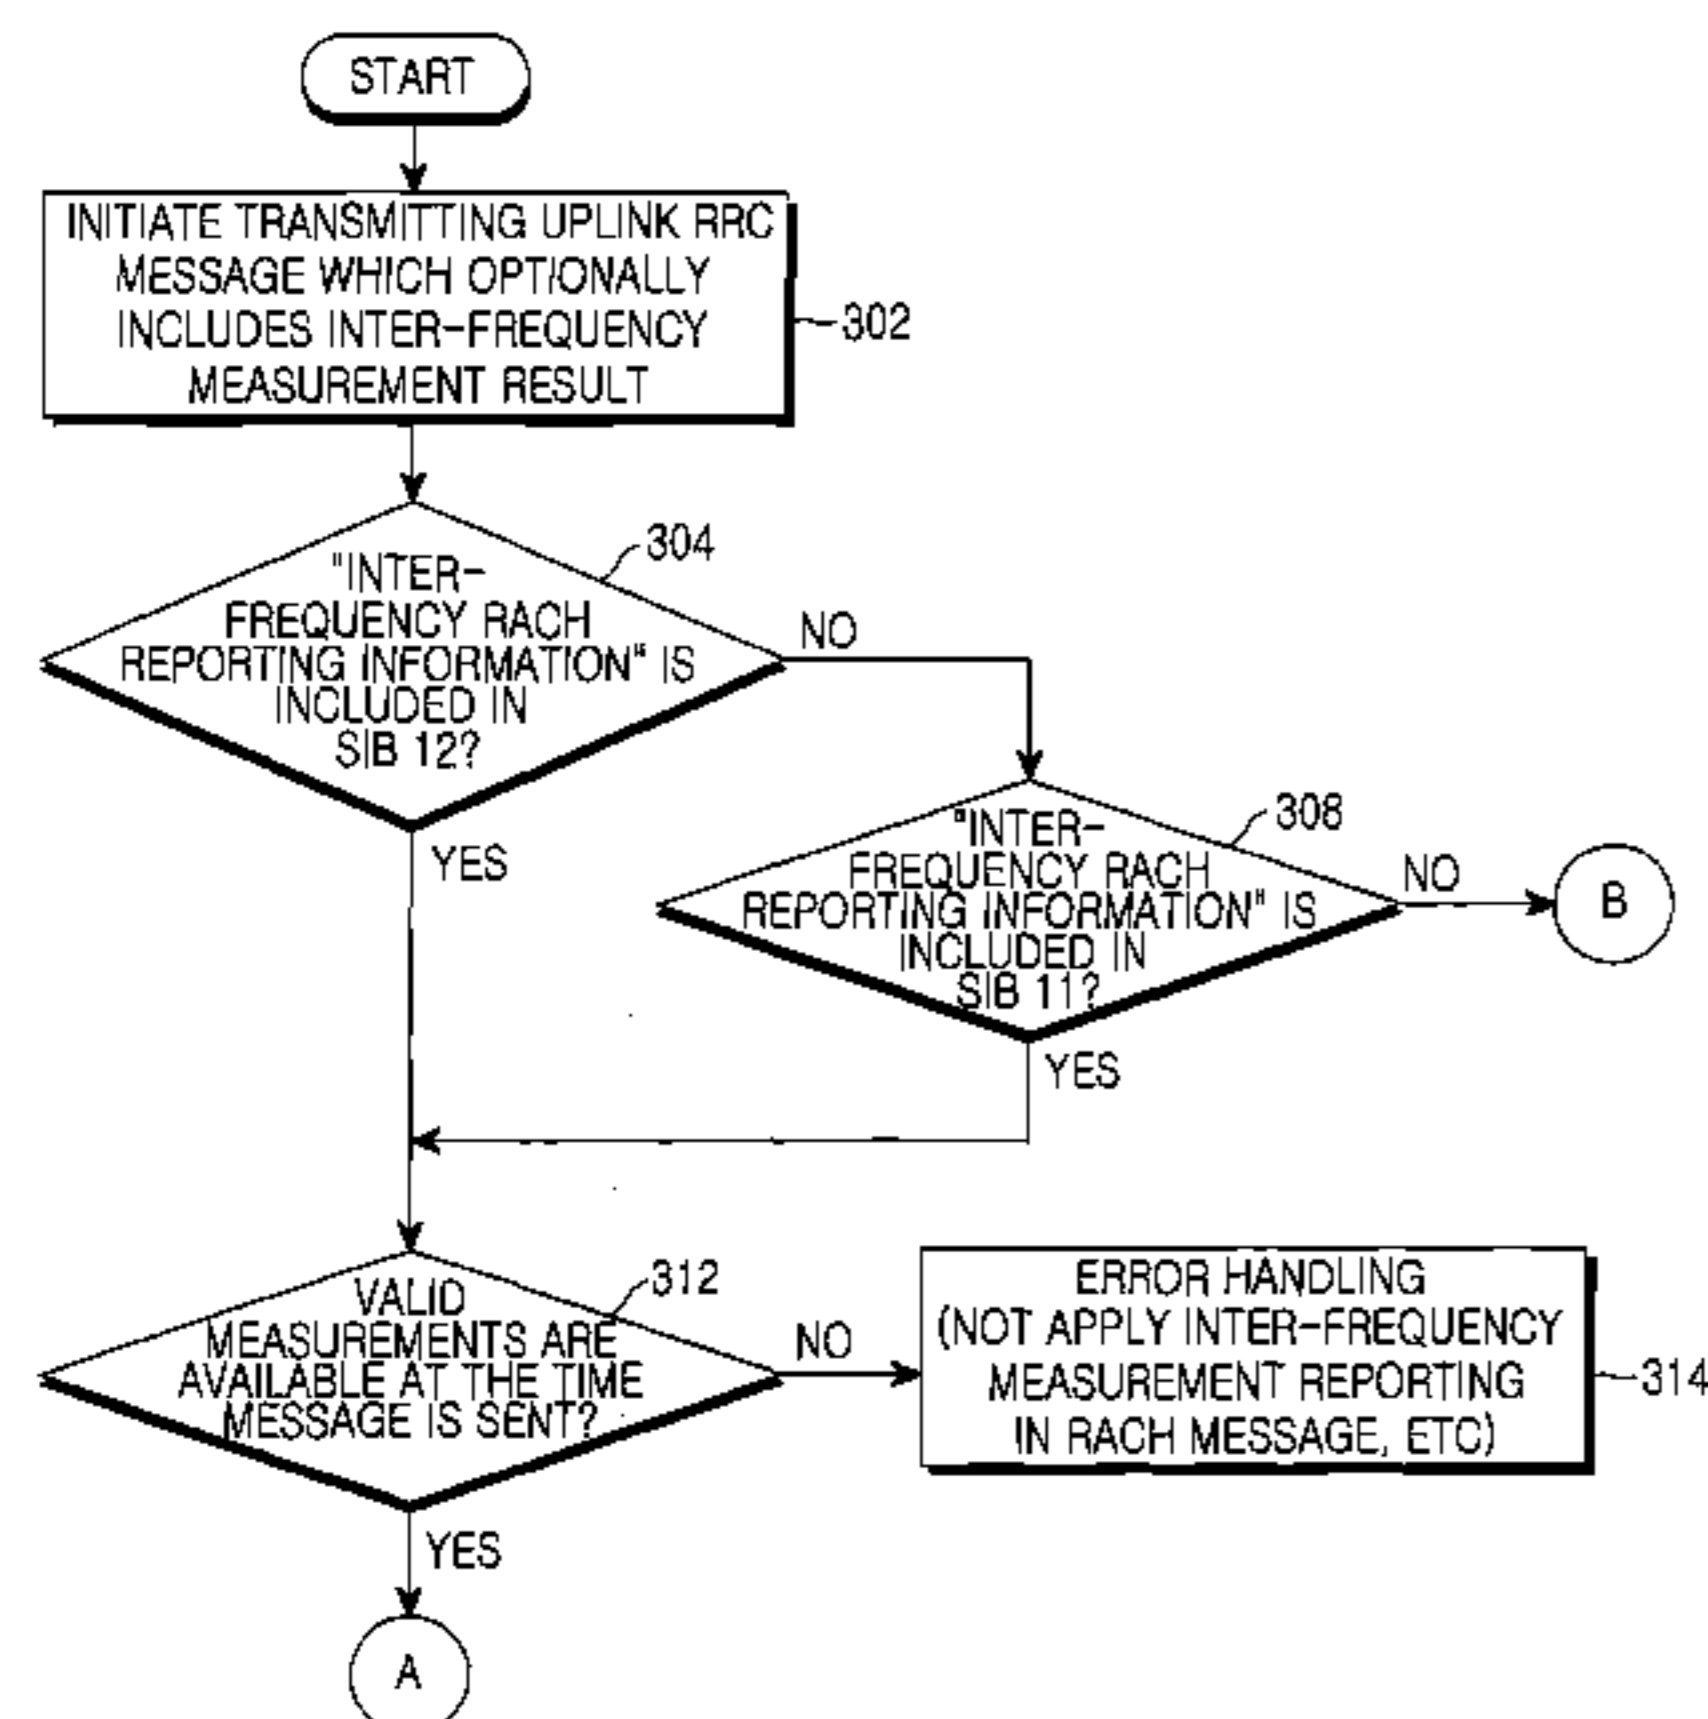 START
INITIATE TRANSMITTING UPLINK RRC
MESSAGE WHICH OPTIONALLY
INCLUDES INTER-FREQUENCY
MEASUREMENT RESULT
302
304
"INTER-
FREQUENCY RACH
REPORTING INFORMATION" IS
INCLUDED IN
SIB 12?
NO
YES
308
"INTER-
FREQUENCY RACH
REPORTING INFORMATION" IS
INCLUDED IN
SIB 11?
NO
B
YES
312
VALID
MEASUREMENTS ARE
AVAILABLE AT THE TIME
MESSAGE IS SENT?
NO
ERROR HANDLING
(NOT APPLY INTER-FREQUENCY
MEASUREMENT REPORTING
IN RACH MESSAGE, ETC)
314
YES
A